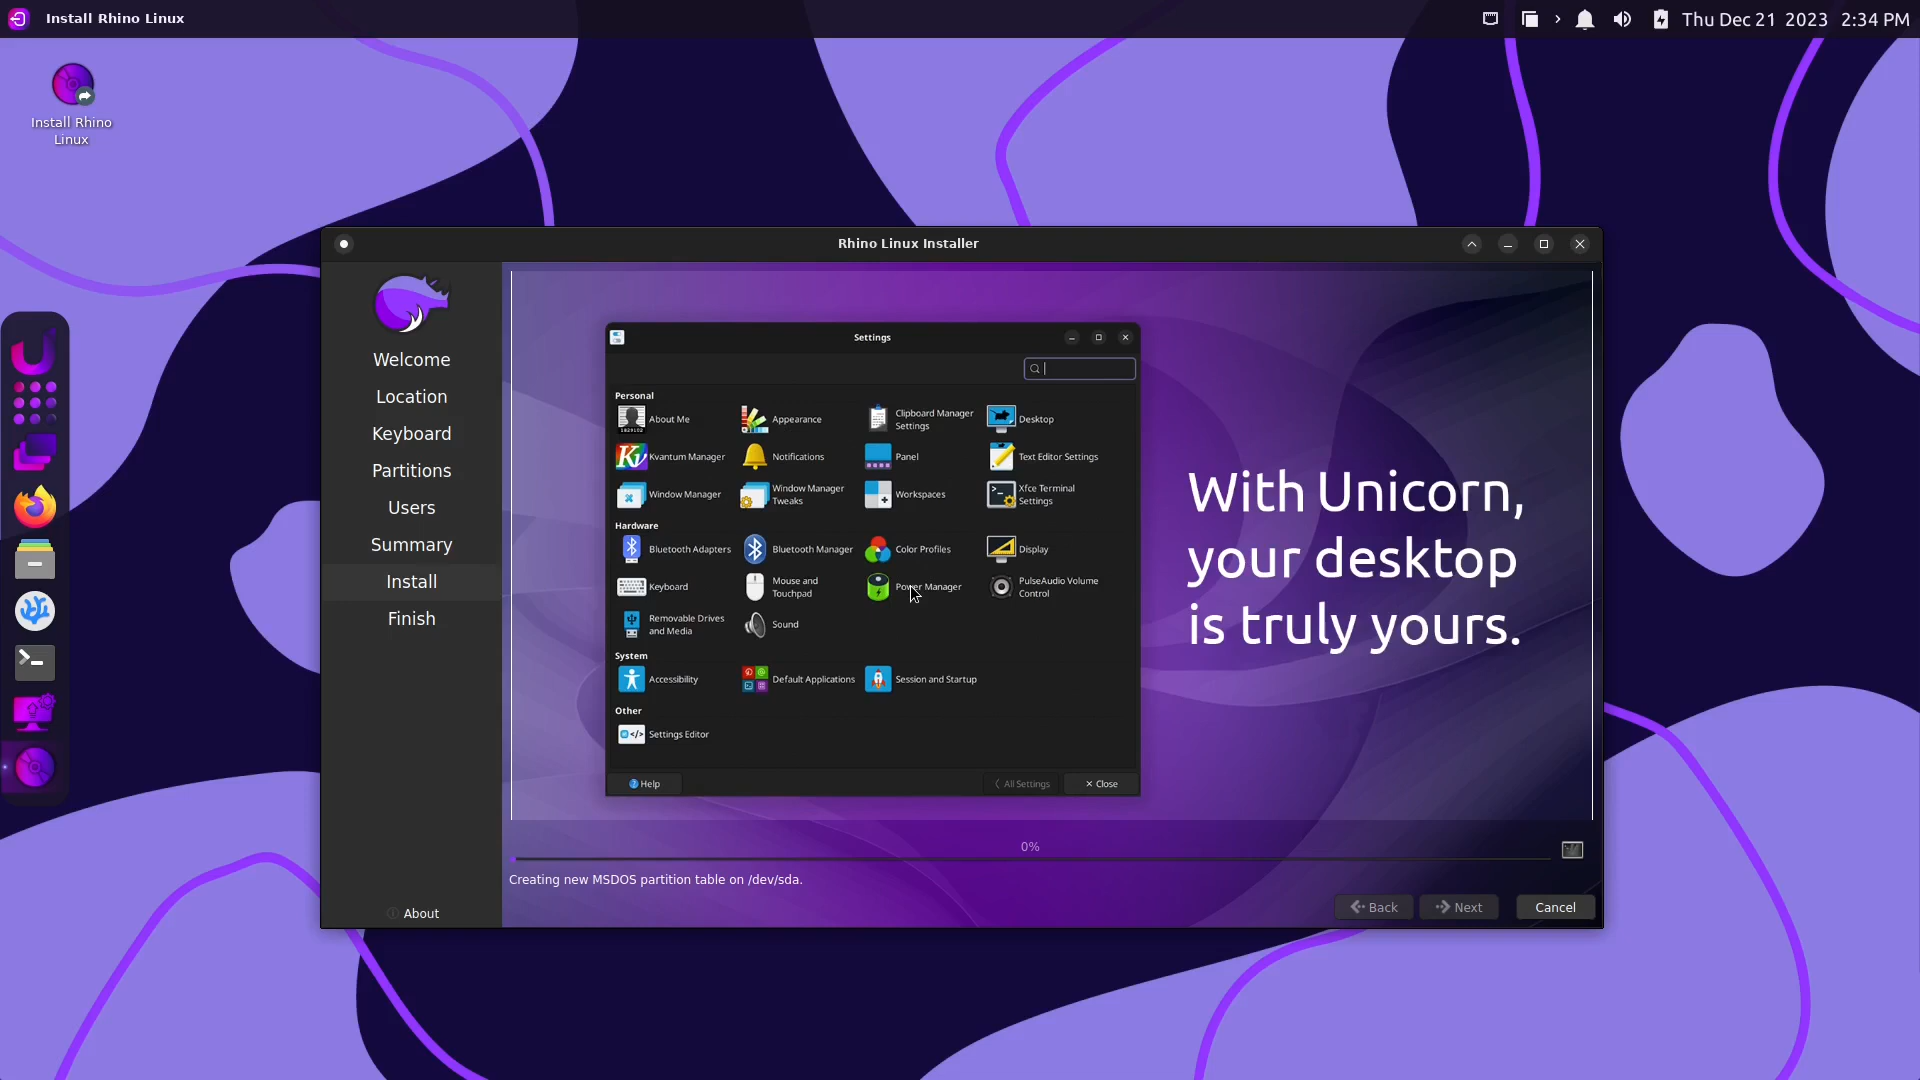 Install Rhino Linux
Thu Dec 21 2023 2:34 PM
Install Rhino
Linux
Rhino Linux Installer
Welcome
Location
Keyboard
Partitions
Users
Summary
Install
Finish
About
Settings
Personal
About Me
Appearance
Clipboard Manager
Settings
Desktop
Kvantum Manager
Notifications
Panel
Text Editor Settings
Window Manager
Window Manager
Tweaks
Workspaces
Xfce Terminal
Settings
Hardware
Bluetooth Adapters
Bluetooth Manager
Color Profiles
Display
Keyboard
Mouse and
Touchpad
Power Manager
PulseAudio Volume
Control
Removable Drives
and Media
Sound
System
Accessibility
Default Applications
Session and Startup
Other
Settings Editor
Help
All Settings
Close
With Unicorn,
your desktop
is truly yours.
0%
Creating new MSDOS partition table on /dev/sda.
Back
Next
Cancel